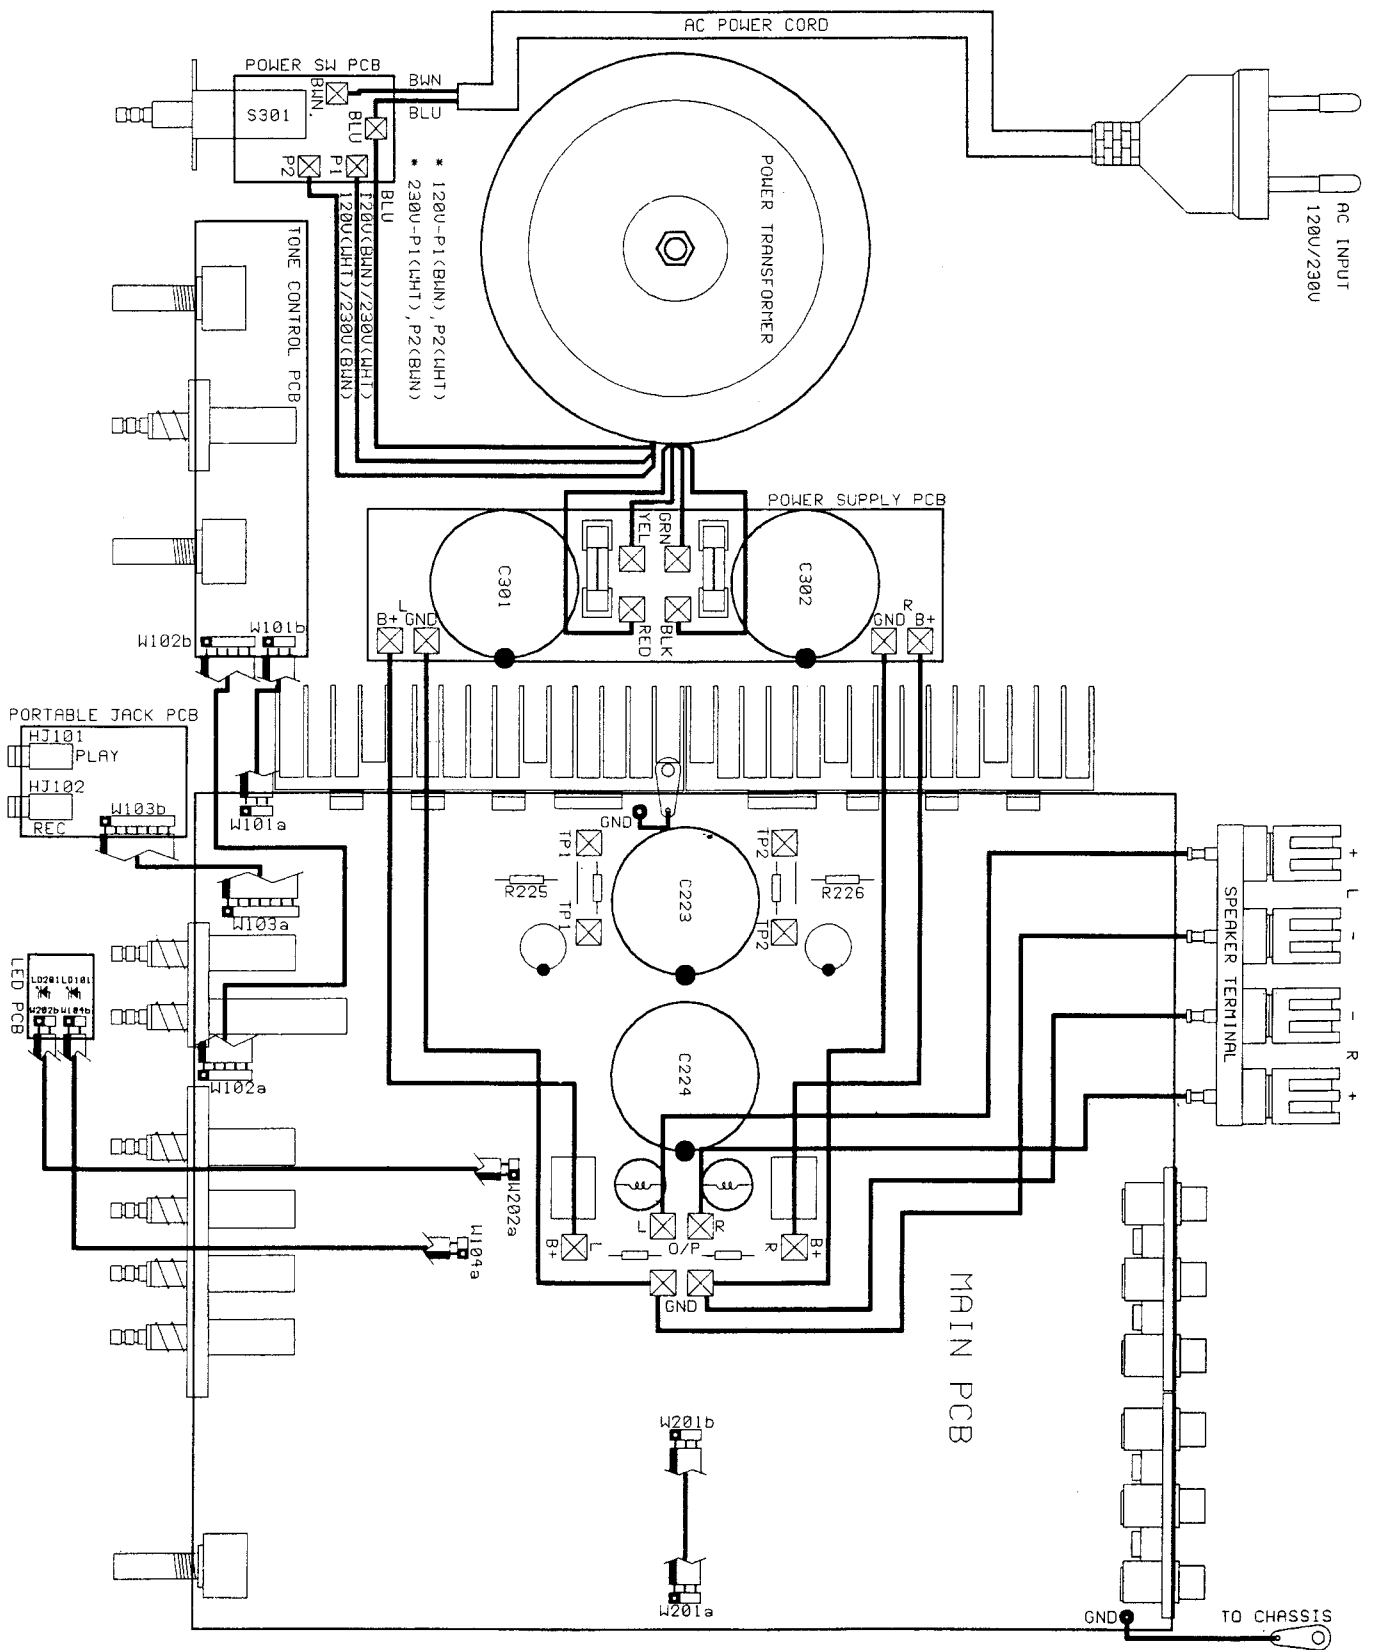 AC POWER CORD
POWER SW PCB
BWN
BWN.
S301
BLU
BLU
P2
P1
BLU
120V(BWN)/230V(WHT)
120V(WHT)/230V(BWN)
* 120V-P1(BWN),P2(WHT)
* 230V-P1(WHT),P2(BWN)
POWER TRANSFORMER
AC INPUT
120V/230V
TONE CONTROL PCB
POWER SUPPLY PCB
YEL
GRN
C301
C302
L
B+
GND
RED
BLK
R
GND
B+
W102b
W101b
PORTABLE JACK PCB
HJ101
PLAY
HJ102
REC
W103b
W101a
GND
TP1
TP2
R225
C223
R226
TP1
TP2
W103a
+
L
-
SPEAKER TERMINAL
-
R
+
LED PCB
LD201
LD101
W202b
W104b
W102a
C224
W202a
W104a
L
R
O/P
B+
L
R
B+
GND
MAIN PCB
W201b
W201a
GND
TO CHASSIS